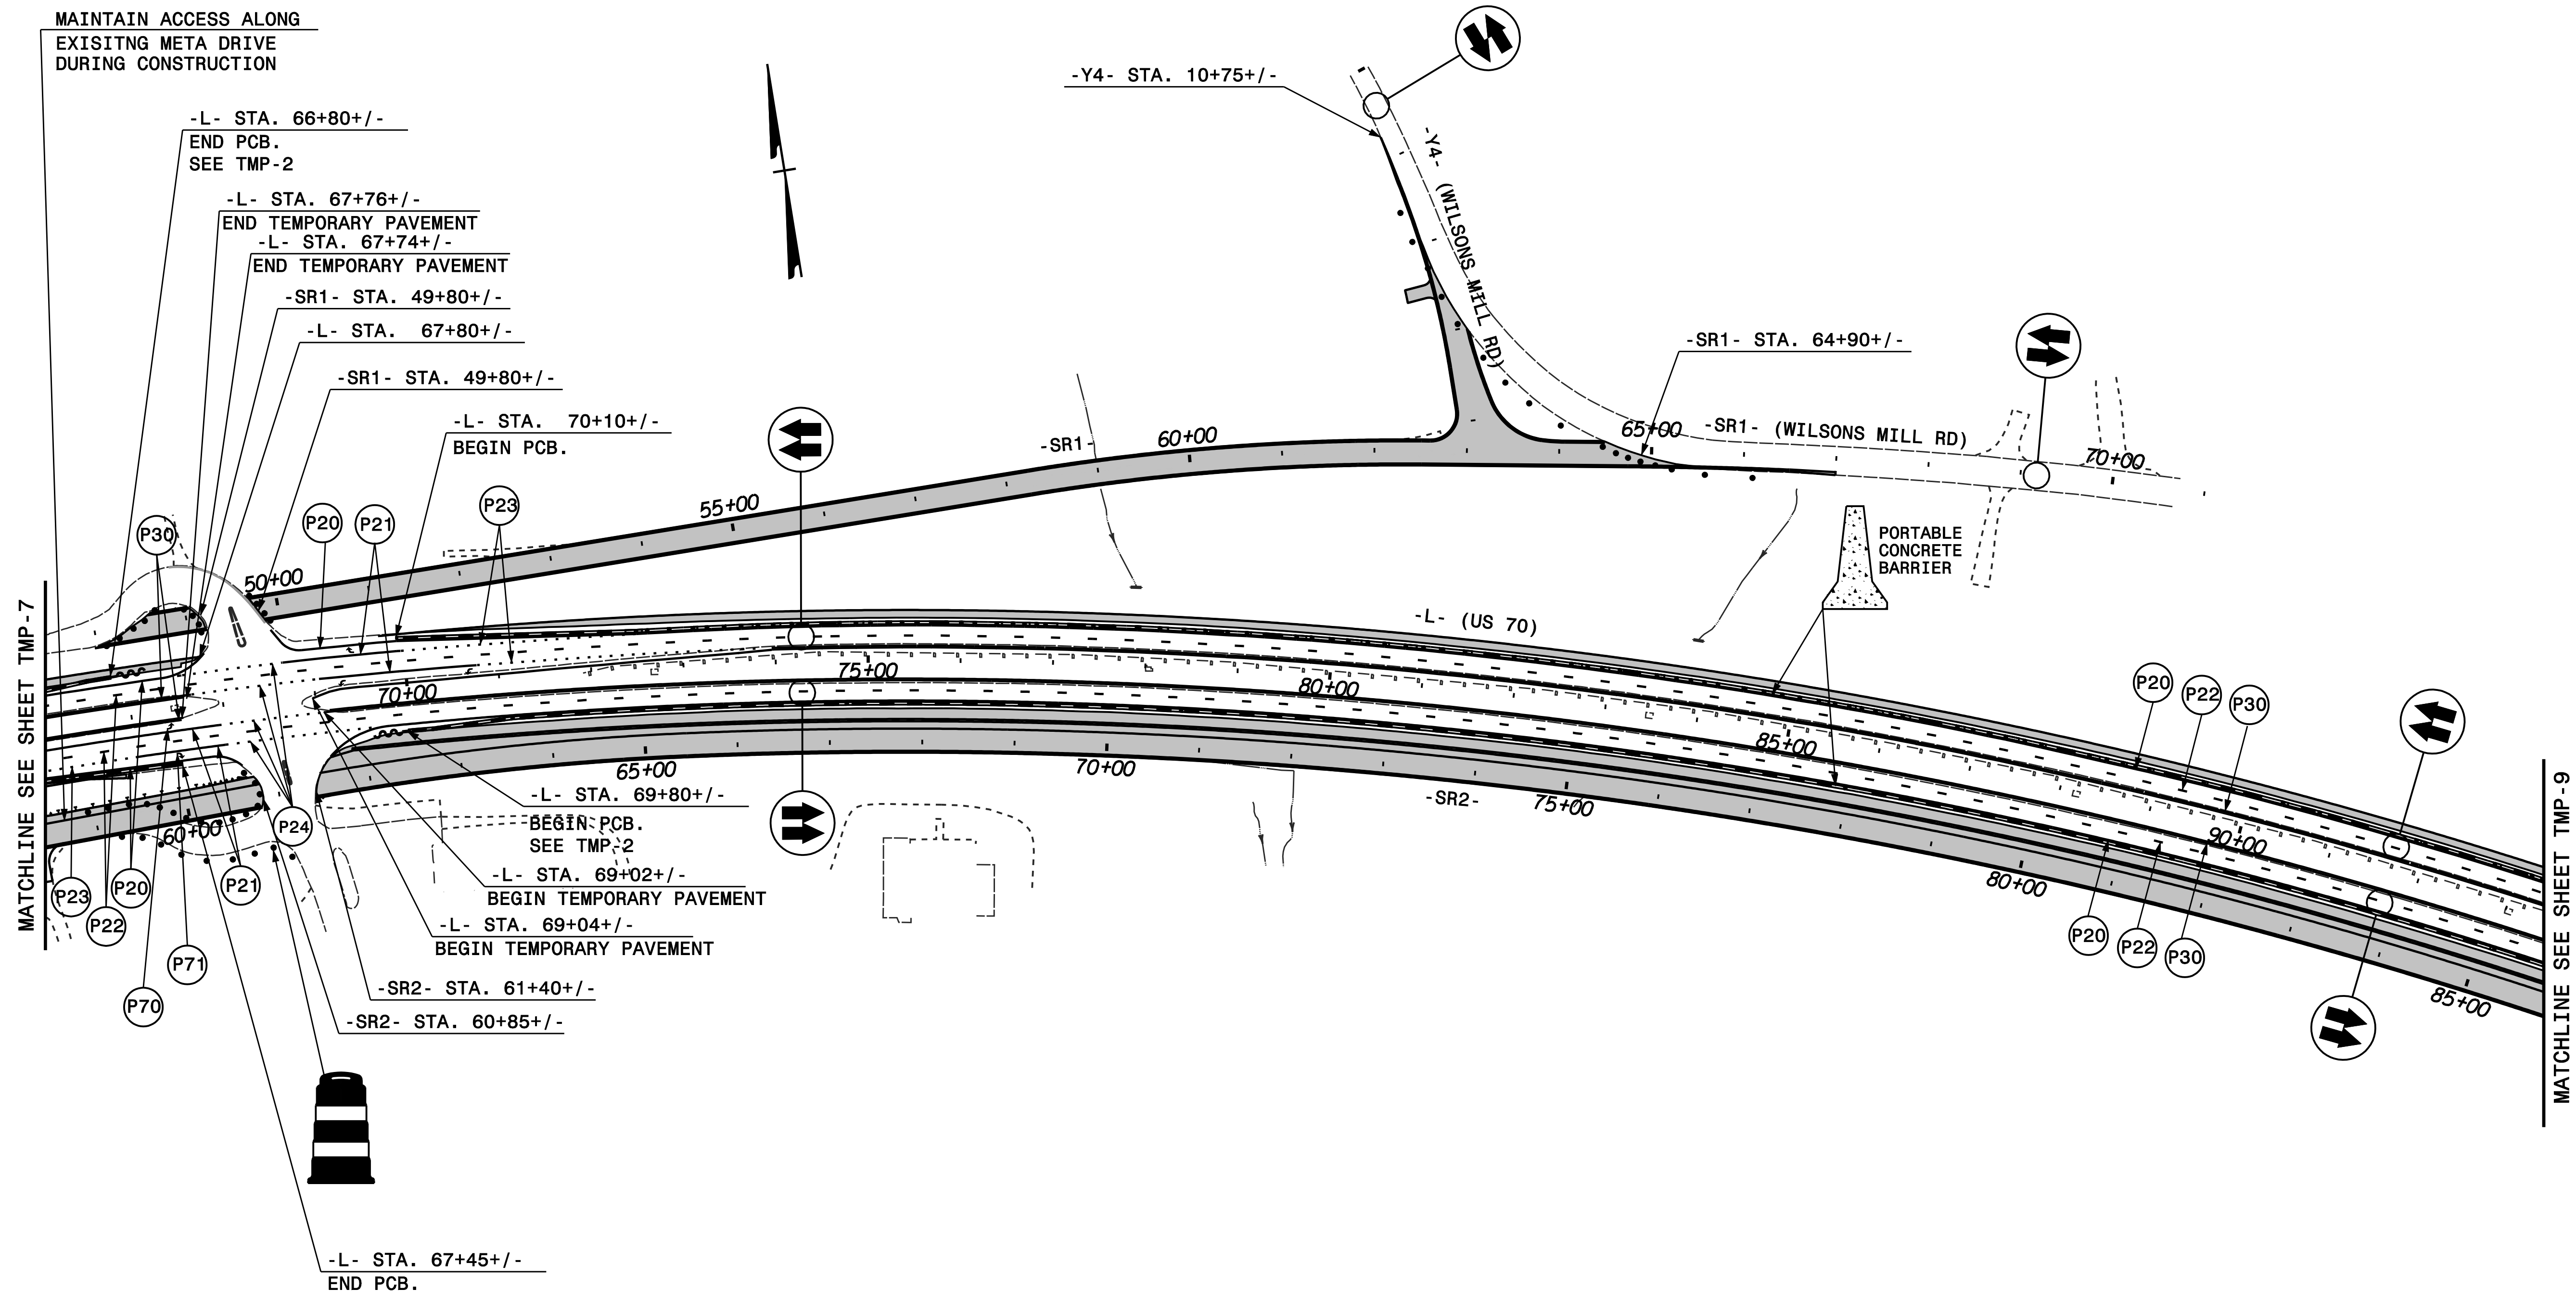 MAINTAIN ACCESS ALONG
EXISITNG META DRIVE
DURING CONSTRUCTION
-L- STA. 66+80+/-
END PCB.
SEE TMP-2
-L- STA. 67+76+/-
END TEMPORARY PAVEMENT
-L- STA. 67+74+/-
END TEMPORARY PAVEMENT
-SR1- STA. 49+80+/-
-L- STA. 67+80+/-
-SR1- STA. 49+80+/-
-L- STA. 70+10+/-
BEGIN PCB.
-Y4- STA. 10+75+/-
-Y4- (WILSONS MILL RD)
-SR1- STA. 64+90+/-
-SR1- (WILSONS MILL RD)
65+00
70+00
-SR1-
60+00
55+00
50+00
P30
P20
P21
P23
PORTABLE
CONCRETE
BARRIER
-L- (US 70)
70+00
75+00
80+00
85+00
90+00
P20
P22
P30
MATCHLINE SEE SHEET TMP-7
60+00
65+00
70+00
-SR2-
75+00
80+00
85+00
P24
P23
P22
P20
P21
P71
P70
-L- STA. 69+80+/-
BEGIN PCB.
SEE TMP-2
-L- STA. 69+02+/-
BEGIN TEMPORARY PAVEMENT
-L- STA. 69+04+/-
BEGIN TEMPORARY PAVEMENT
-SR2- STA. 61+40+/-
-SR2- STA. 60+85+/-
-L- STA. 67+45+/-
END PCB.
P20
P22
P30
MATCHLINE SEE SHEET TMP-9